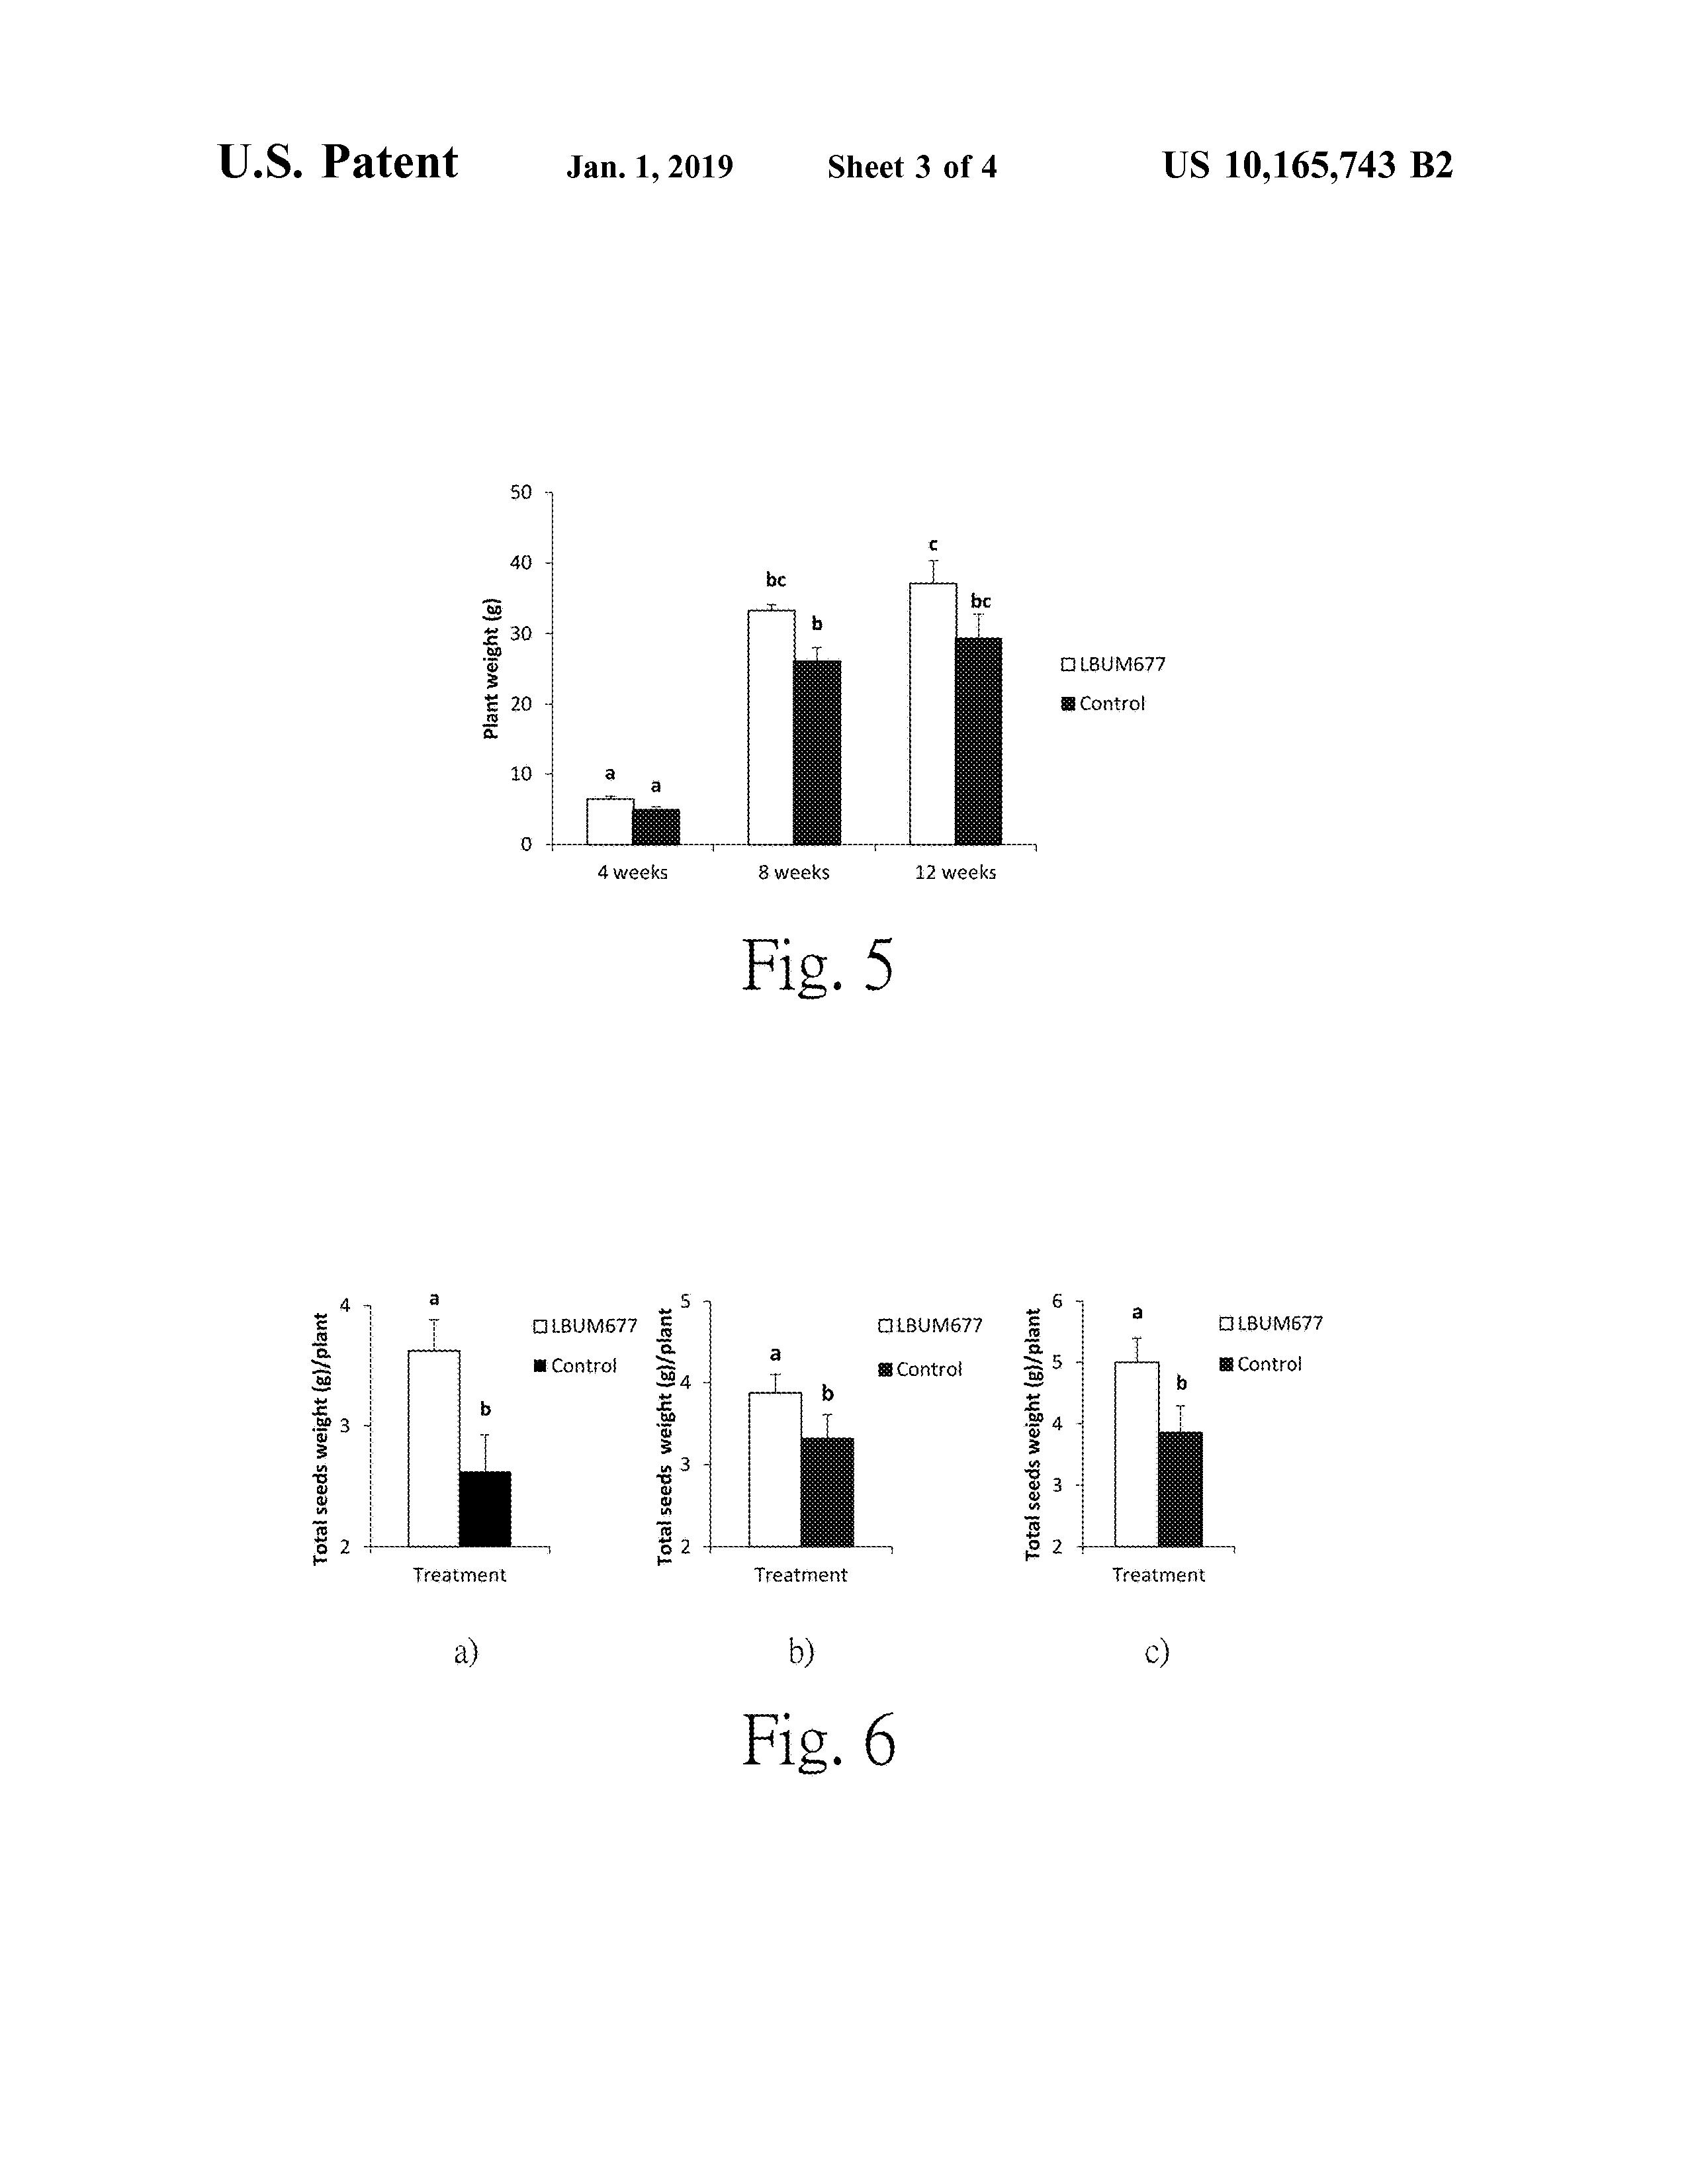 U.S. Patent Jan. 1, 2019 Sheet 3 of 4 US 10,165,743 B2
Plant weight (g)
50
40
30
20
10
0
a
a
bc
b
c
bc
4 weeks
8 weeks
12 weeks
LBUM677
Control
Fig. 5
Total seeds weight (g)/plant
4
3
2
a
b
LBUM677
Control
Treatment
a)
Total seeds weight (g)/plant
5
4
3
2
a
b
LBUM677
Control
Treatment
b)
Total seeds weight (g)/plant
6
5
4
3
2
a
b
LBUM677
Control
Treatment
c)
Fig. 6